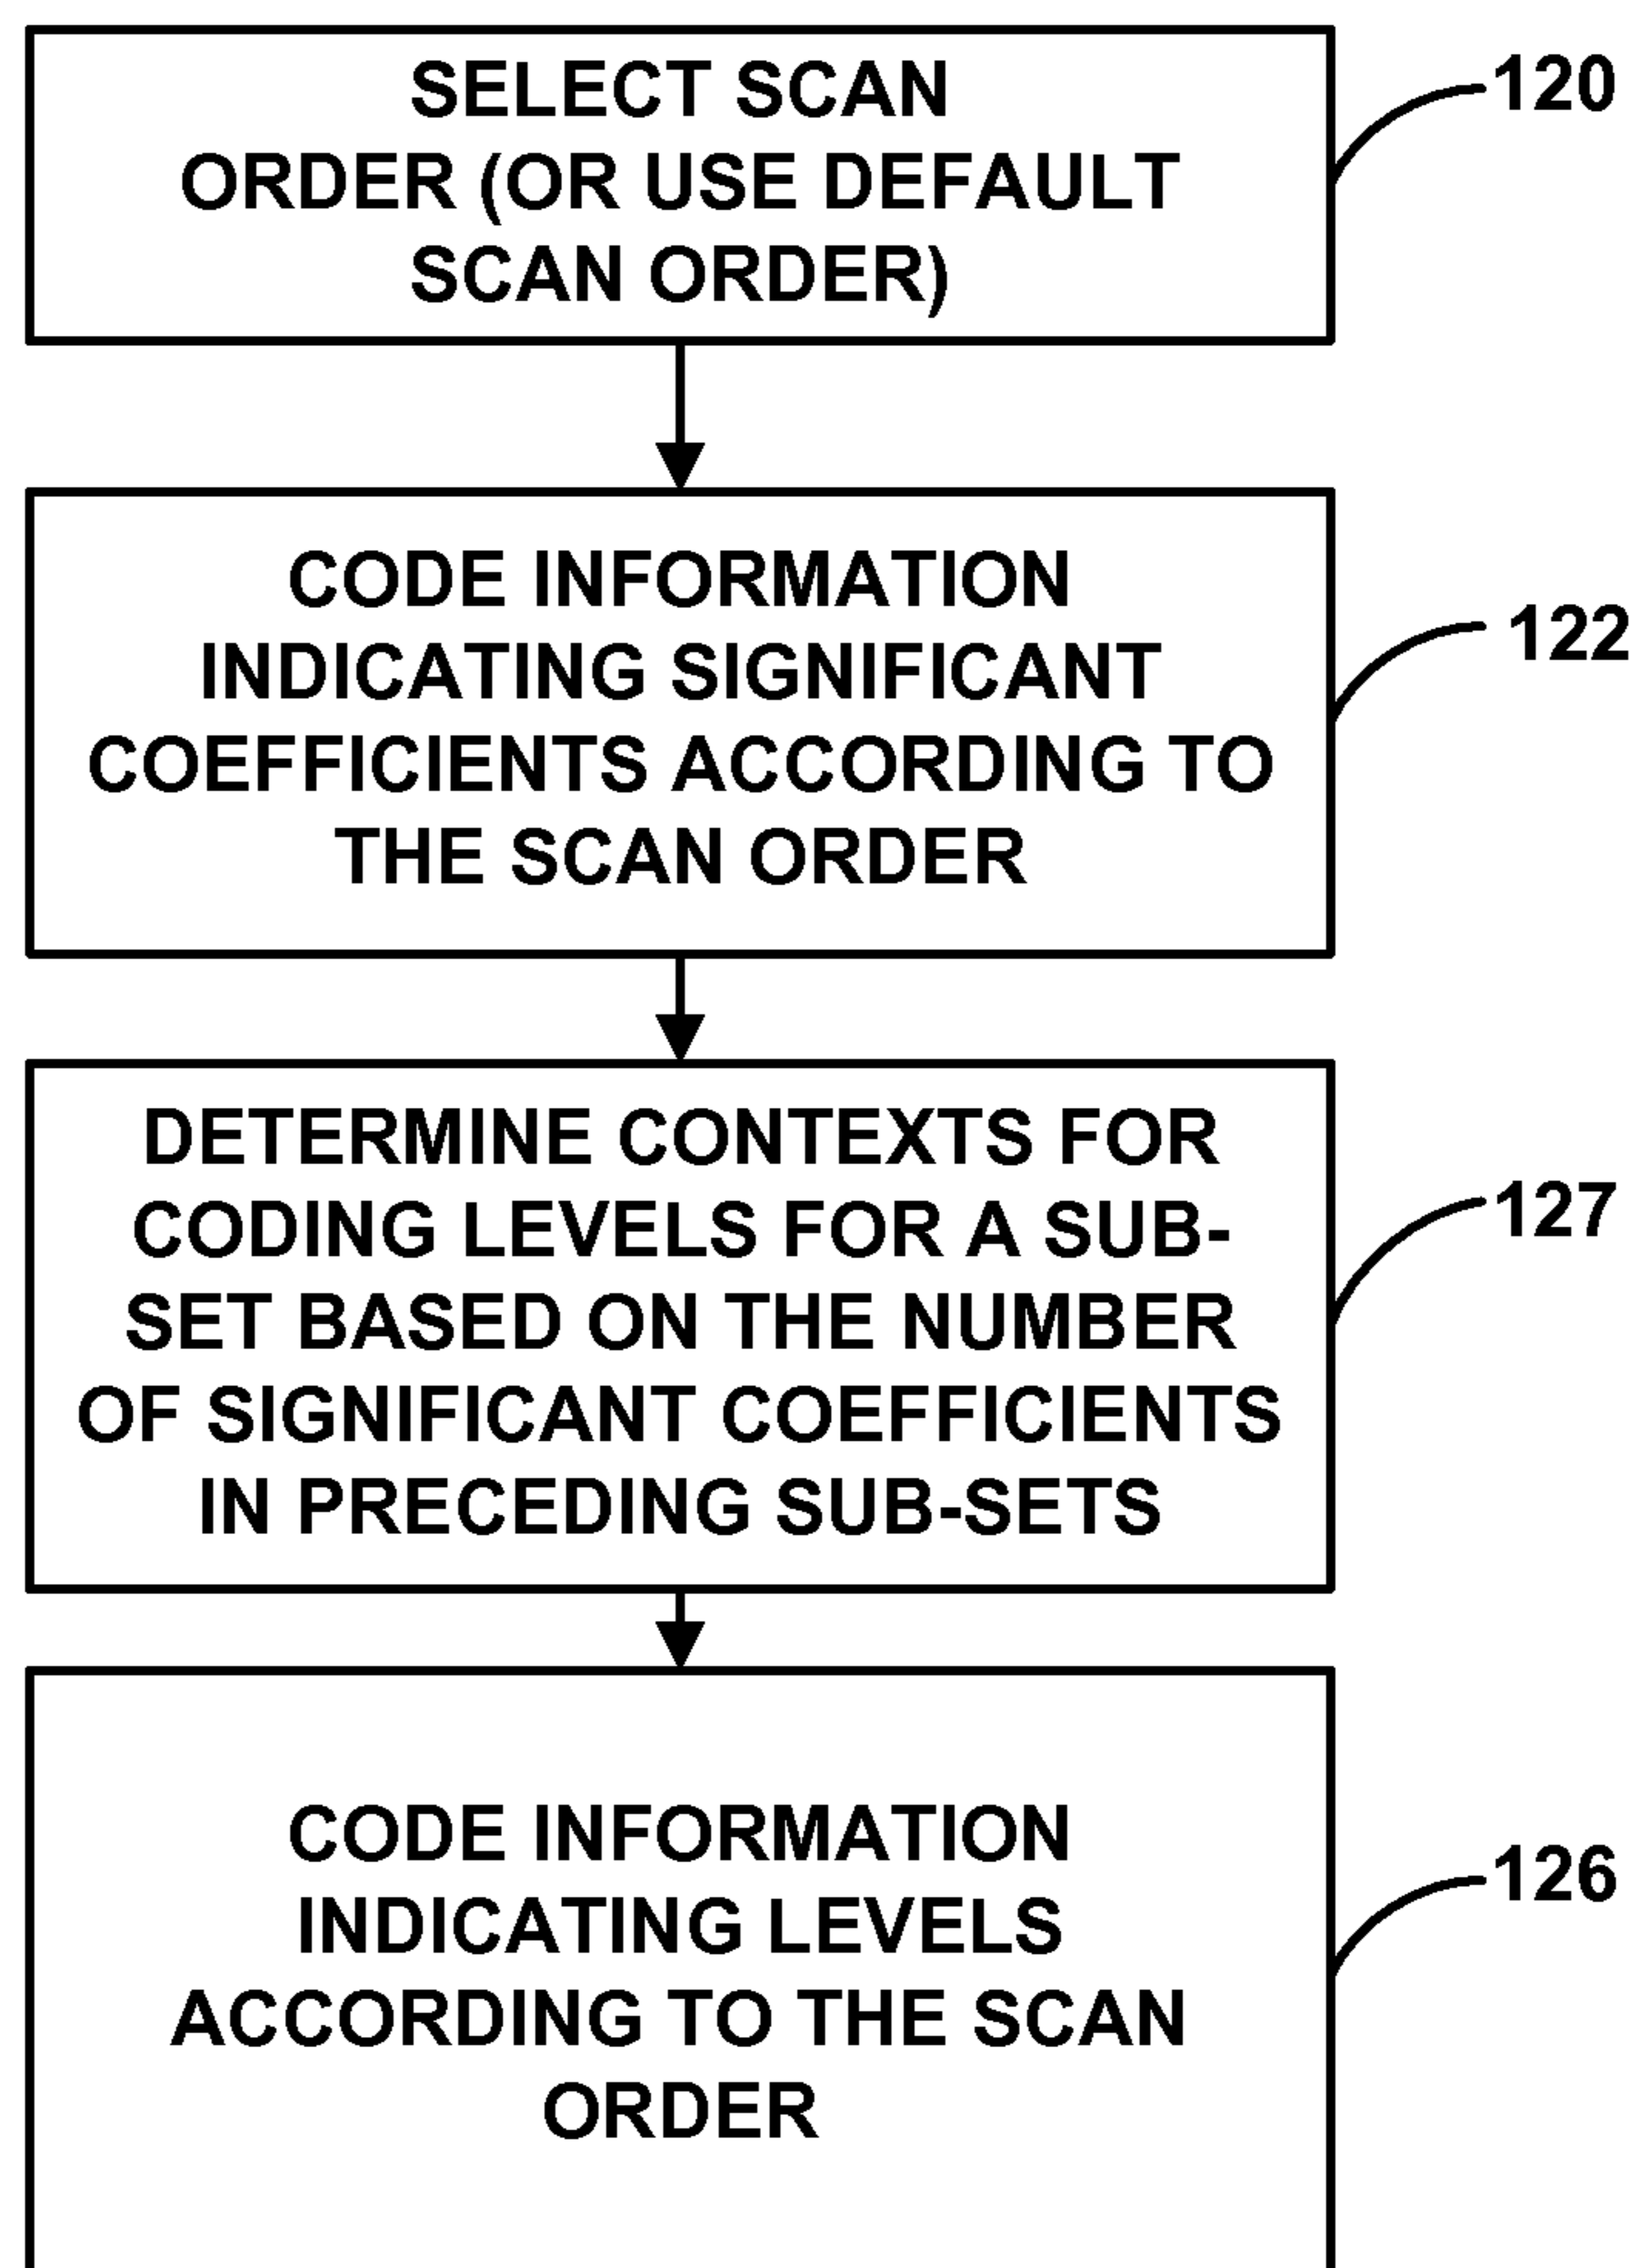 SELECT SCAN
ORDER (OR USE DEFAULT
SCAN ORDER)
120
CODE INFORMATION
INDICATING SIGNIFICANT
COEFFICIENTS ACCORDING TO
THE SCAN ORDER
122
DETERMINE CONTEXTS FOR
CODING LEVELS FOR A SUB-
SET BASED ON THE NUMBER
OF SIGNIFICANT COEFFICIENTS
IN PRECEDING SUB-SETS
127
CODE INFORMATION
INDICATING LEVELS
ACCORDING TO THE SCAN
ORDER
126